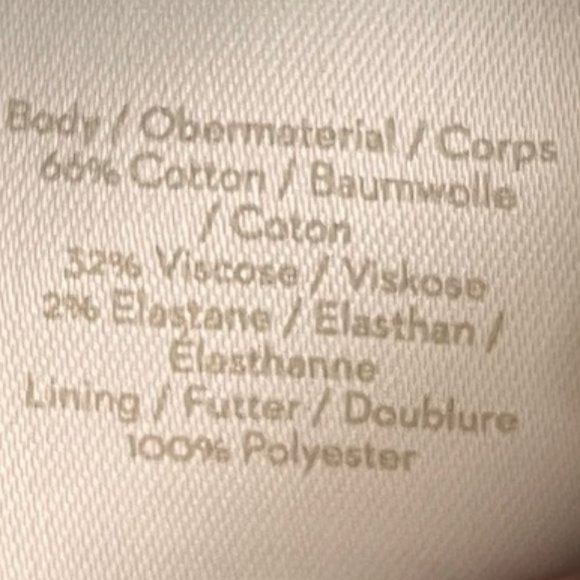 Body / Obermaterial / Corps
66% Cotton / Baumwolle
/ Coton
32% Viscose / Viskose
2% Elastane / Elasthan /
Élasthanne
Lining / Futter / Doublure
100% Polyester